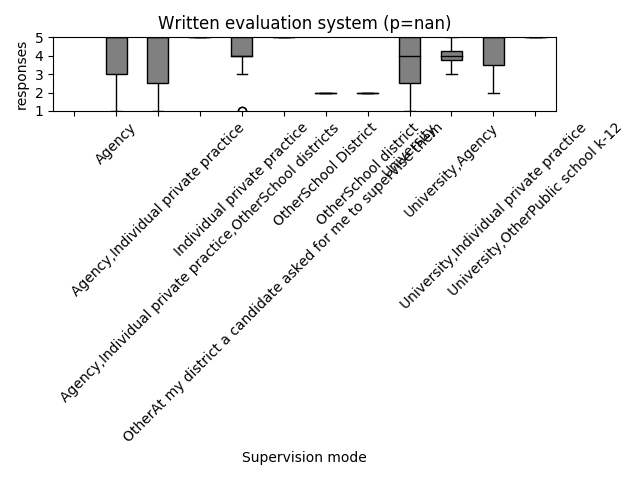 Written evaluation system (p=nan)
responses
5
4
3
2
1
Agency
Agency,Individual private practice
Individual private practice
Agency,Individual private practice,OtherSchool districts
OtherSchool District
OtherAt my district a candidate asked for me to supervise them
OtherSchool district
University
University,Agency
University,Individual private practice
University,OtherPublic school k-12
Supervision mode